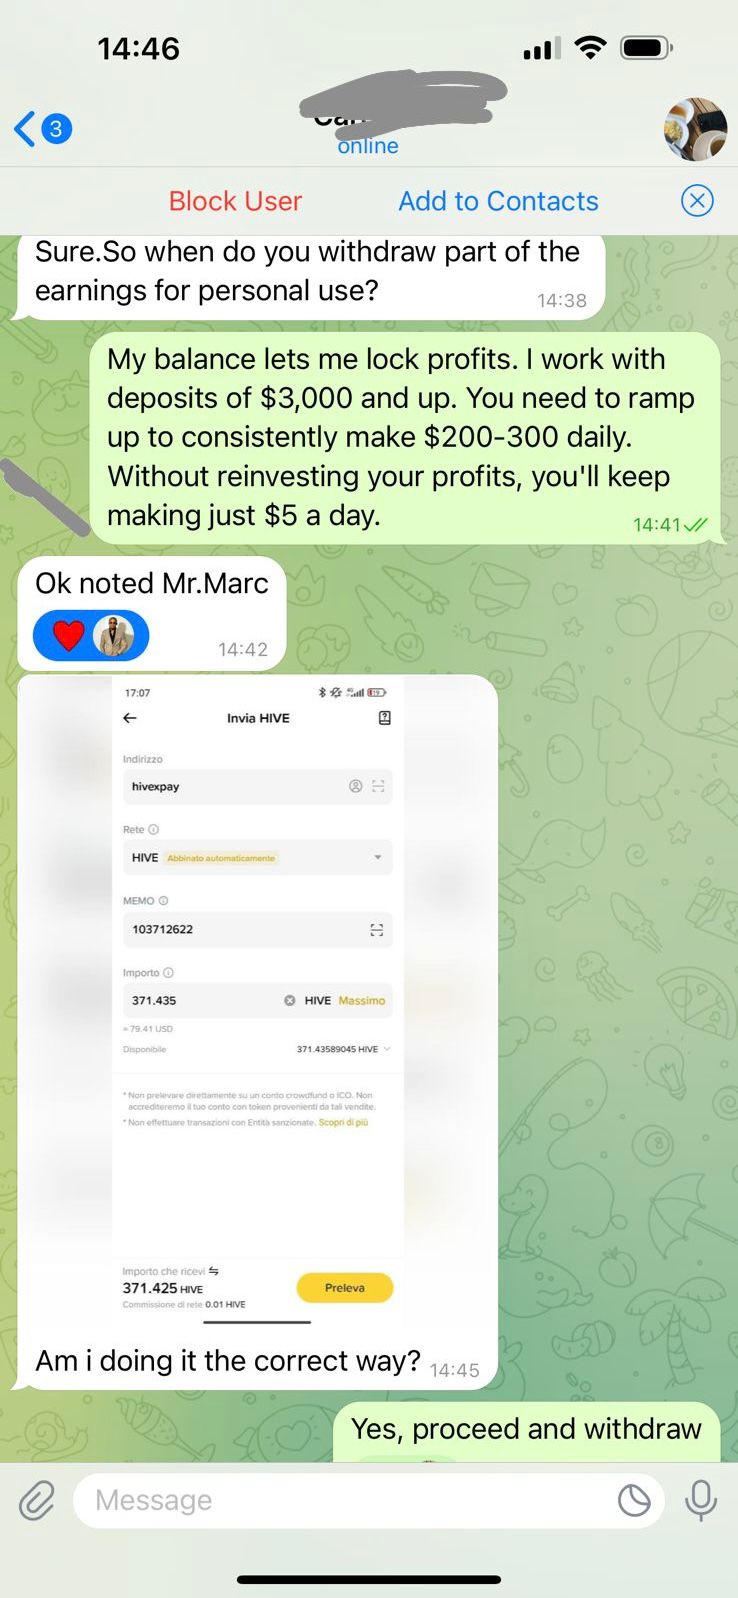 14:46
3
online
Block User
Add to Contacts
Sure.So when do you withdraw part of the
earnings for personal use?
14:38
My balance lets me lock profits. I work with
deposits of $3,000 and up. You need to ramp
up to consistently make $200-300 daily.
Without reinvesting your profits, you'll keep
making just $5 a day.
14:41
Ok noted Mr.Marc
14:42
17:07
Invia HIVE
Indirizzo
hivexpay
Rete
HIVE Abbinato automaticamente
MEMO
103712622
Importo
371.435 HIVE Massimo
≈ 79.41 USD
Disponibile 371.43589045 HIVE
* Non prelevare direttamente su un conto crowdfund o ICO. Non
accrediteremo il tuo conto con token provenienti da tali vendite.
* Non effettuare transazioni con Entità sanzionate. Scopri di più
Importo che ricevi
371.425 HIVE
Preleva
Commissione di rete 0.01 HIVE
Am i doing it the correct way?
14:45
Yes, proceed and withdraw
Message